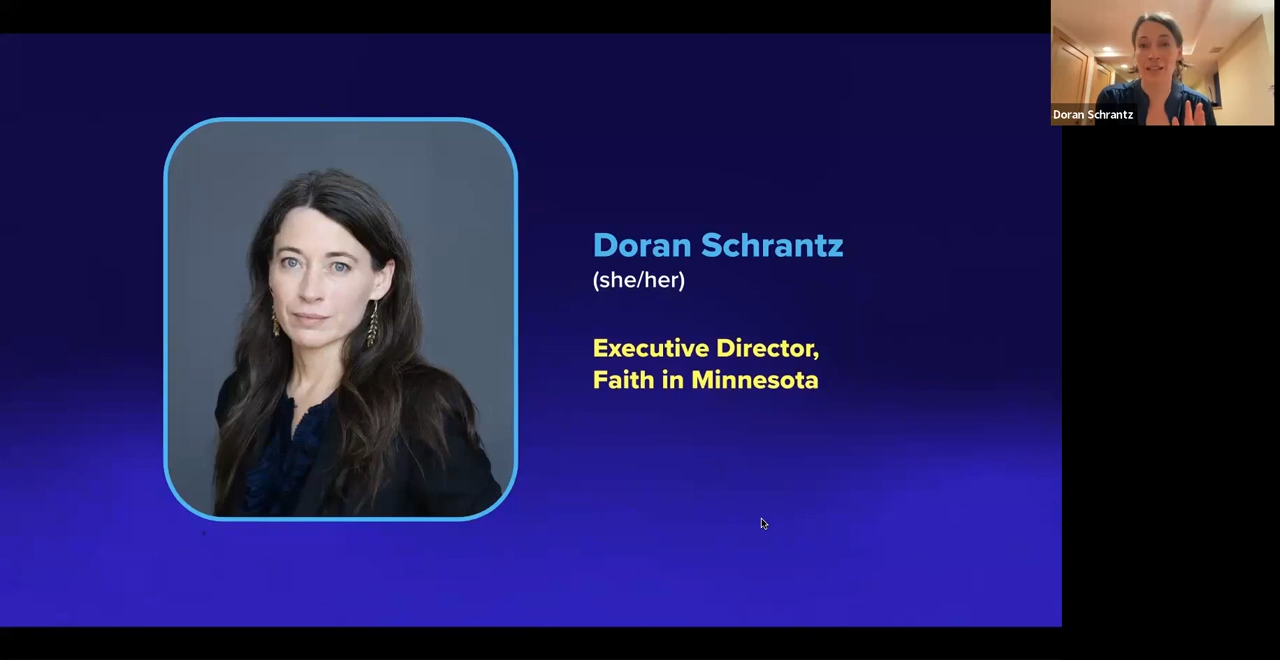 Doran Schrantz
(she/her)
Executive Director,
Faith in Minnesota
Doran Schrantz